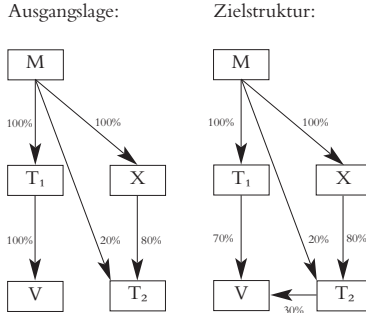 Ausgangslage: Zielstruktur:
M M
100% 100% 100% 100%
T₁ X T₁ X
100% 20% 80% 70% 20% 80%
V T₂ V 30% T₂